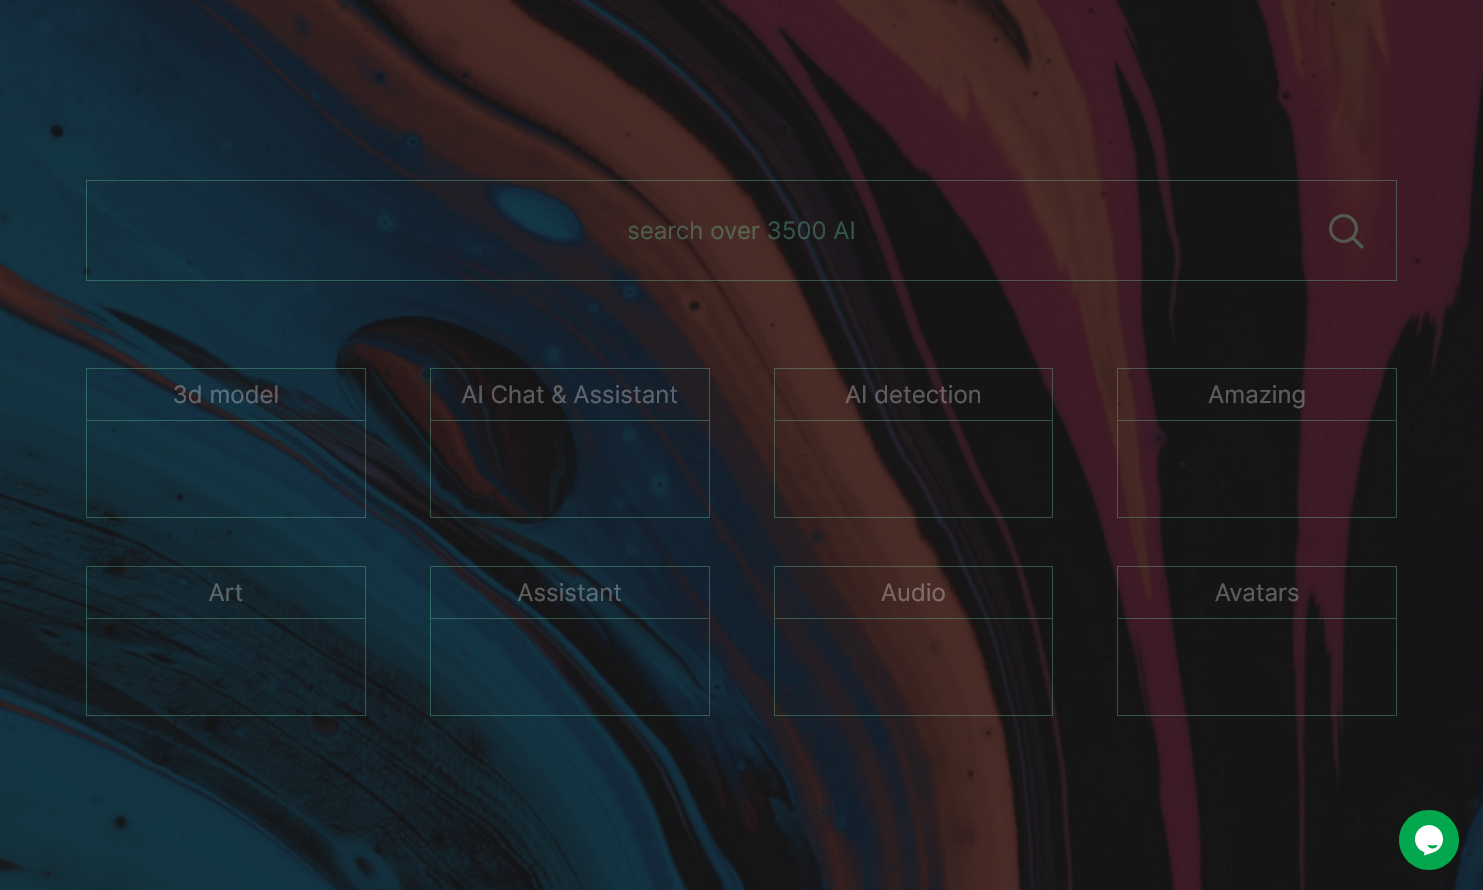 search over 3500 AI
3d model
AI Chat & Assistant
AI detection
Amazing
Art
Assistant
Audio
Avatars